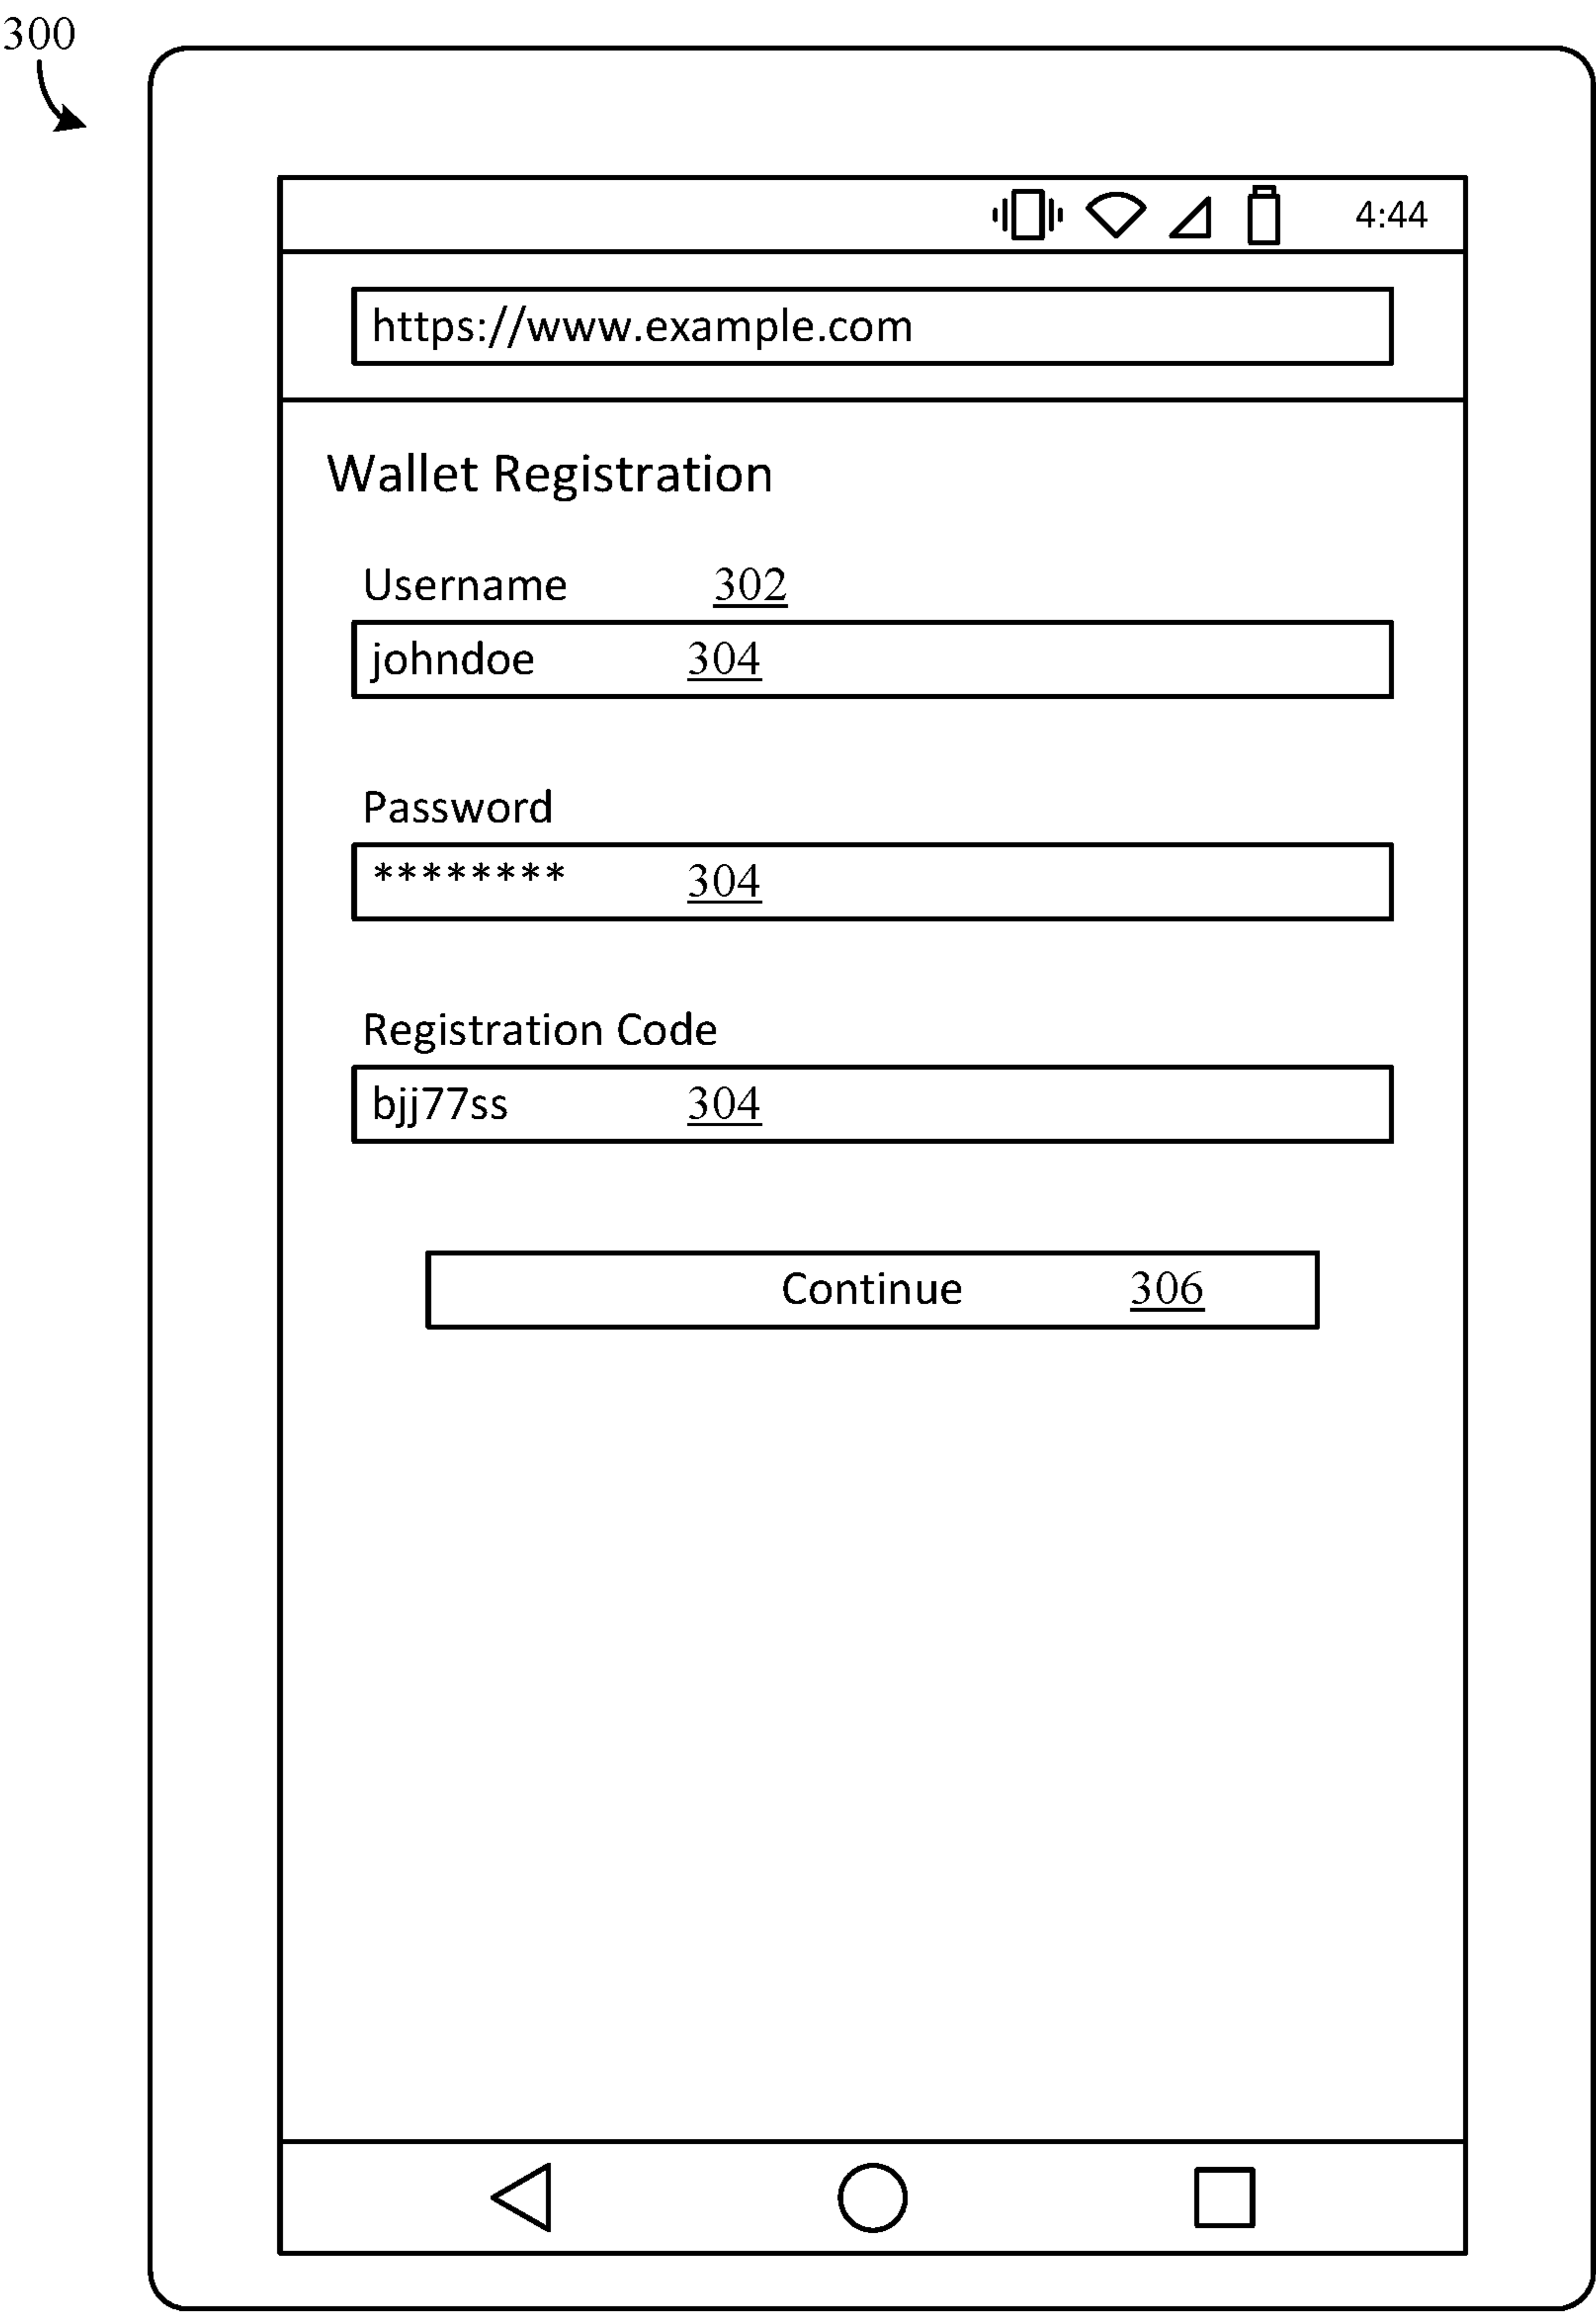 300
4:44
https://www.example.com
Wallet Registration
Username 302
johndoe 304
Password
******** 304
Registration Code
bjj77ss 304
Continue 306